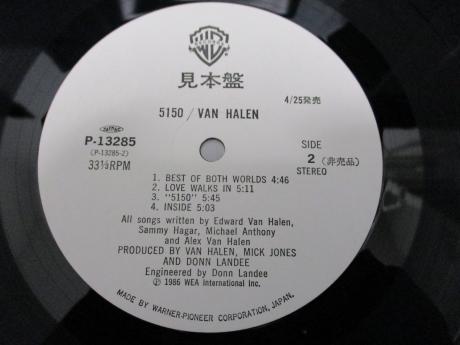 見本盤
4/25発売
5150 / VAN HALEN
P-13285
(P-13285-2)
33⅓RPM
SIDE
2 (非売品)
STEREO
1. BEST OF BOTH WORLDS 4:46
2. LOVE WALKS IN 5:11
3. "5150" 5:45
4. INSIDE 5:03
All songs written by Edward Van Halen,
Sammy Hagar, Michael Anthony
and Alex Van Halen
PRODUCED BY VAN HALEN, MICK JONES
AND DONN LANDEE
Engineered by Donn Landee
Ⓟ 1986 WEA International Inc.
MADE BY WARNER-PIONEER CORPORATION, JAPAN.